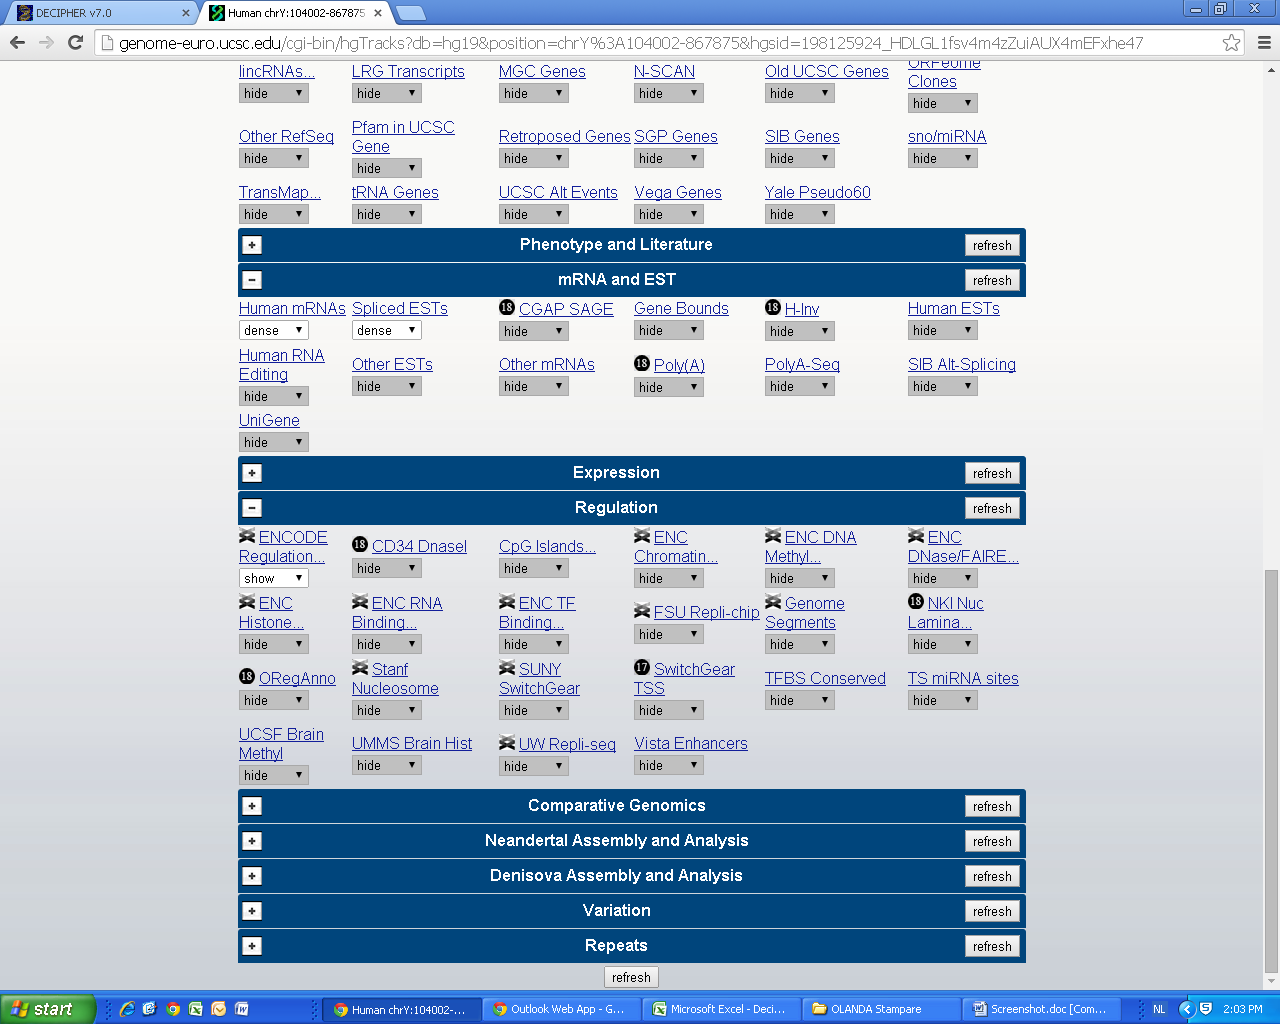 DECIPHER v7.0
Human chrY:104002-867875
genome-euro.ucsc.edu/cgi-bin/hgTracks?db=hg19&position=chrY%3A104002-867875&hgsid=198125924_HDLGL1fsv4m4zZuiAUX4mEFxhe47
lincRNAs... LRG Transcripts MGC Genes N-SCAN Old UCSC Genes ORFeome Clones
hide hide hide hide hide hide
Other RefSeq Pfam in UCSC Gene Retroposed Genes SGP Genes SIB Genes sno/miRNA
hide hide hide hide hide hide
TransMap... tRNA Genes UCSC Alt Events Vega Genes Yale Pseudo60
hide hide hide hide hide
+ Phenotype and Literature refresh
- mRNA and EST refresh
Human mRNAs Spliced ESTs 18 CGAP SAGE Gene Bounds 18 H-Inv Human ESTs
dense dense hide hide hide hide
Human RNA Editing Other ESTs Other mRNAs 18 Poly(A) PolyA-Seq SIB Alt-Splicing
hide hide hide hide hide hide
UniGene
hide
+ Expression refresh
- Regulation refresh
ENCODE Regulation... 18 CD34 DnaseI CpG Islands... ENC Chromatin... ENC DNA Methyl... ENC DNase/FAIRE...
show hide hide hide hide hide
ENC Histone... ENC RNA Binding... ENC TF Binding... FSU Repli-chip Genome Segments 18 NKI Nuc Lamina...
hide hide hide hide hide hide
18 ORegAnno Stanf Nucleosome SUNY SwitchGear 17 SwitchGear TSS TFBS Conserved TS miRNA sites
hide hide hide hide hide hide
UCSF Brain Methyl UMMS Brain Hist UW Repli-seq Vista Enhancers
hide hide hide hide
+ Comparative Genomics refresh
+ Neandertal Assembly and Analysis refresh
+ Denisova Assembly and Analysis refresh
+ Variation refresh
+ Repeats refresh
refresh
start Human chrY:104002-... Outlook Web App - G... Microsoft Excel - Deci... OLANDA Stampare Screenshot.doc [Com... NL 2:03 PM